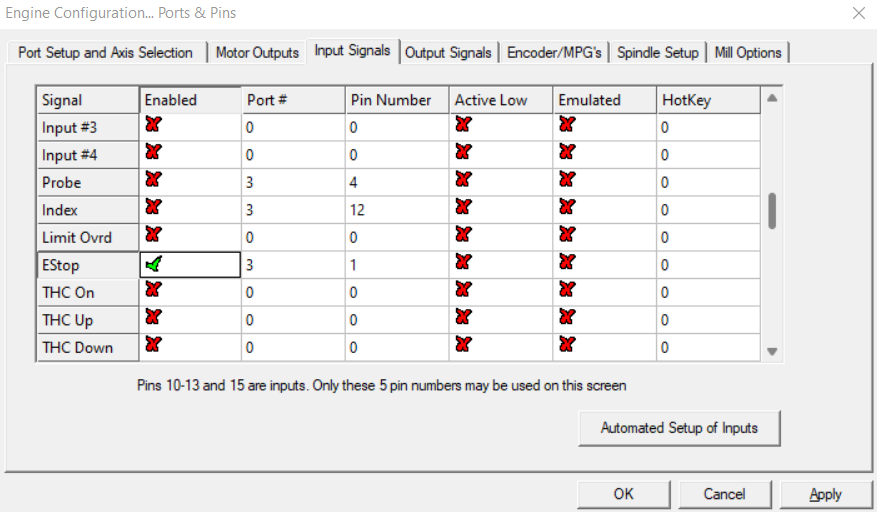 Engine Configuration... Ports & Pins
Port Setup and Axis Selection Motor Outputs Input Signals Output Signals Encoder/MPG's Spindle Setup Mill Options
Signal Enabled Port # Pin Number Active Low Emulated HotKey
Input #3 0 0 0
Input #4 0 0 0
Probe 3 4 0
Index 3 12 0
Limit Ovrd 0 0 0
EStop 3 1 0
THC On 0 0 0
THC Up 0 0 0
THC Down 0 0 0
Pins 10-13 and 15 are inputs. Only these 5 pin numbers may be used on this screen
Automated Setup of Inputs
OK Cancel Apply